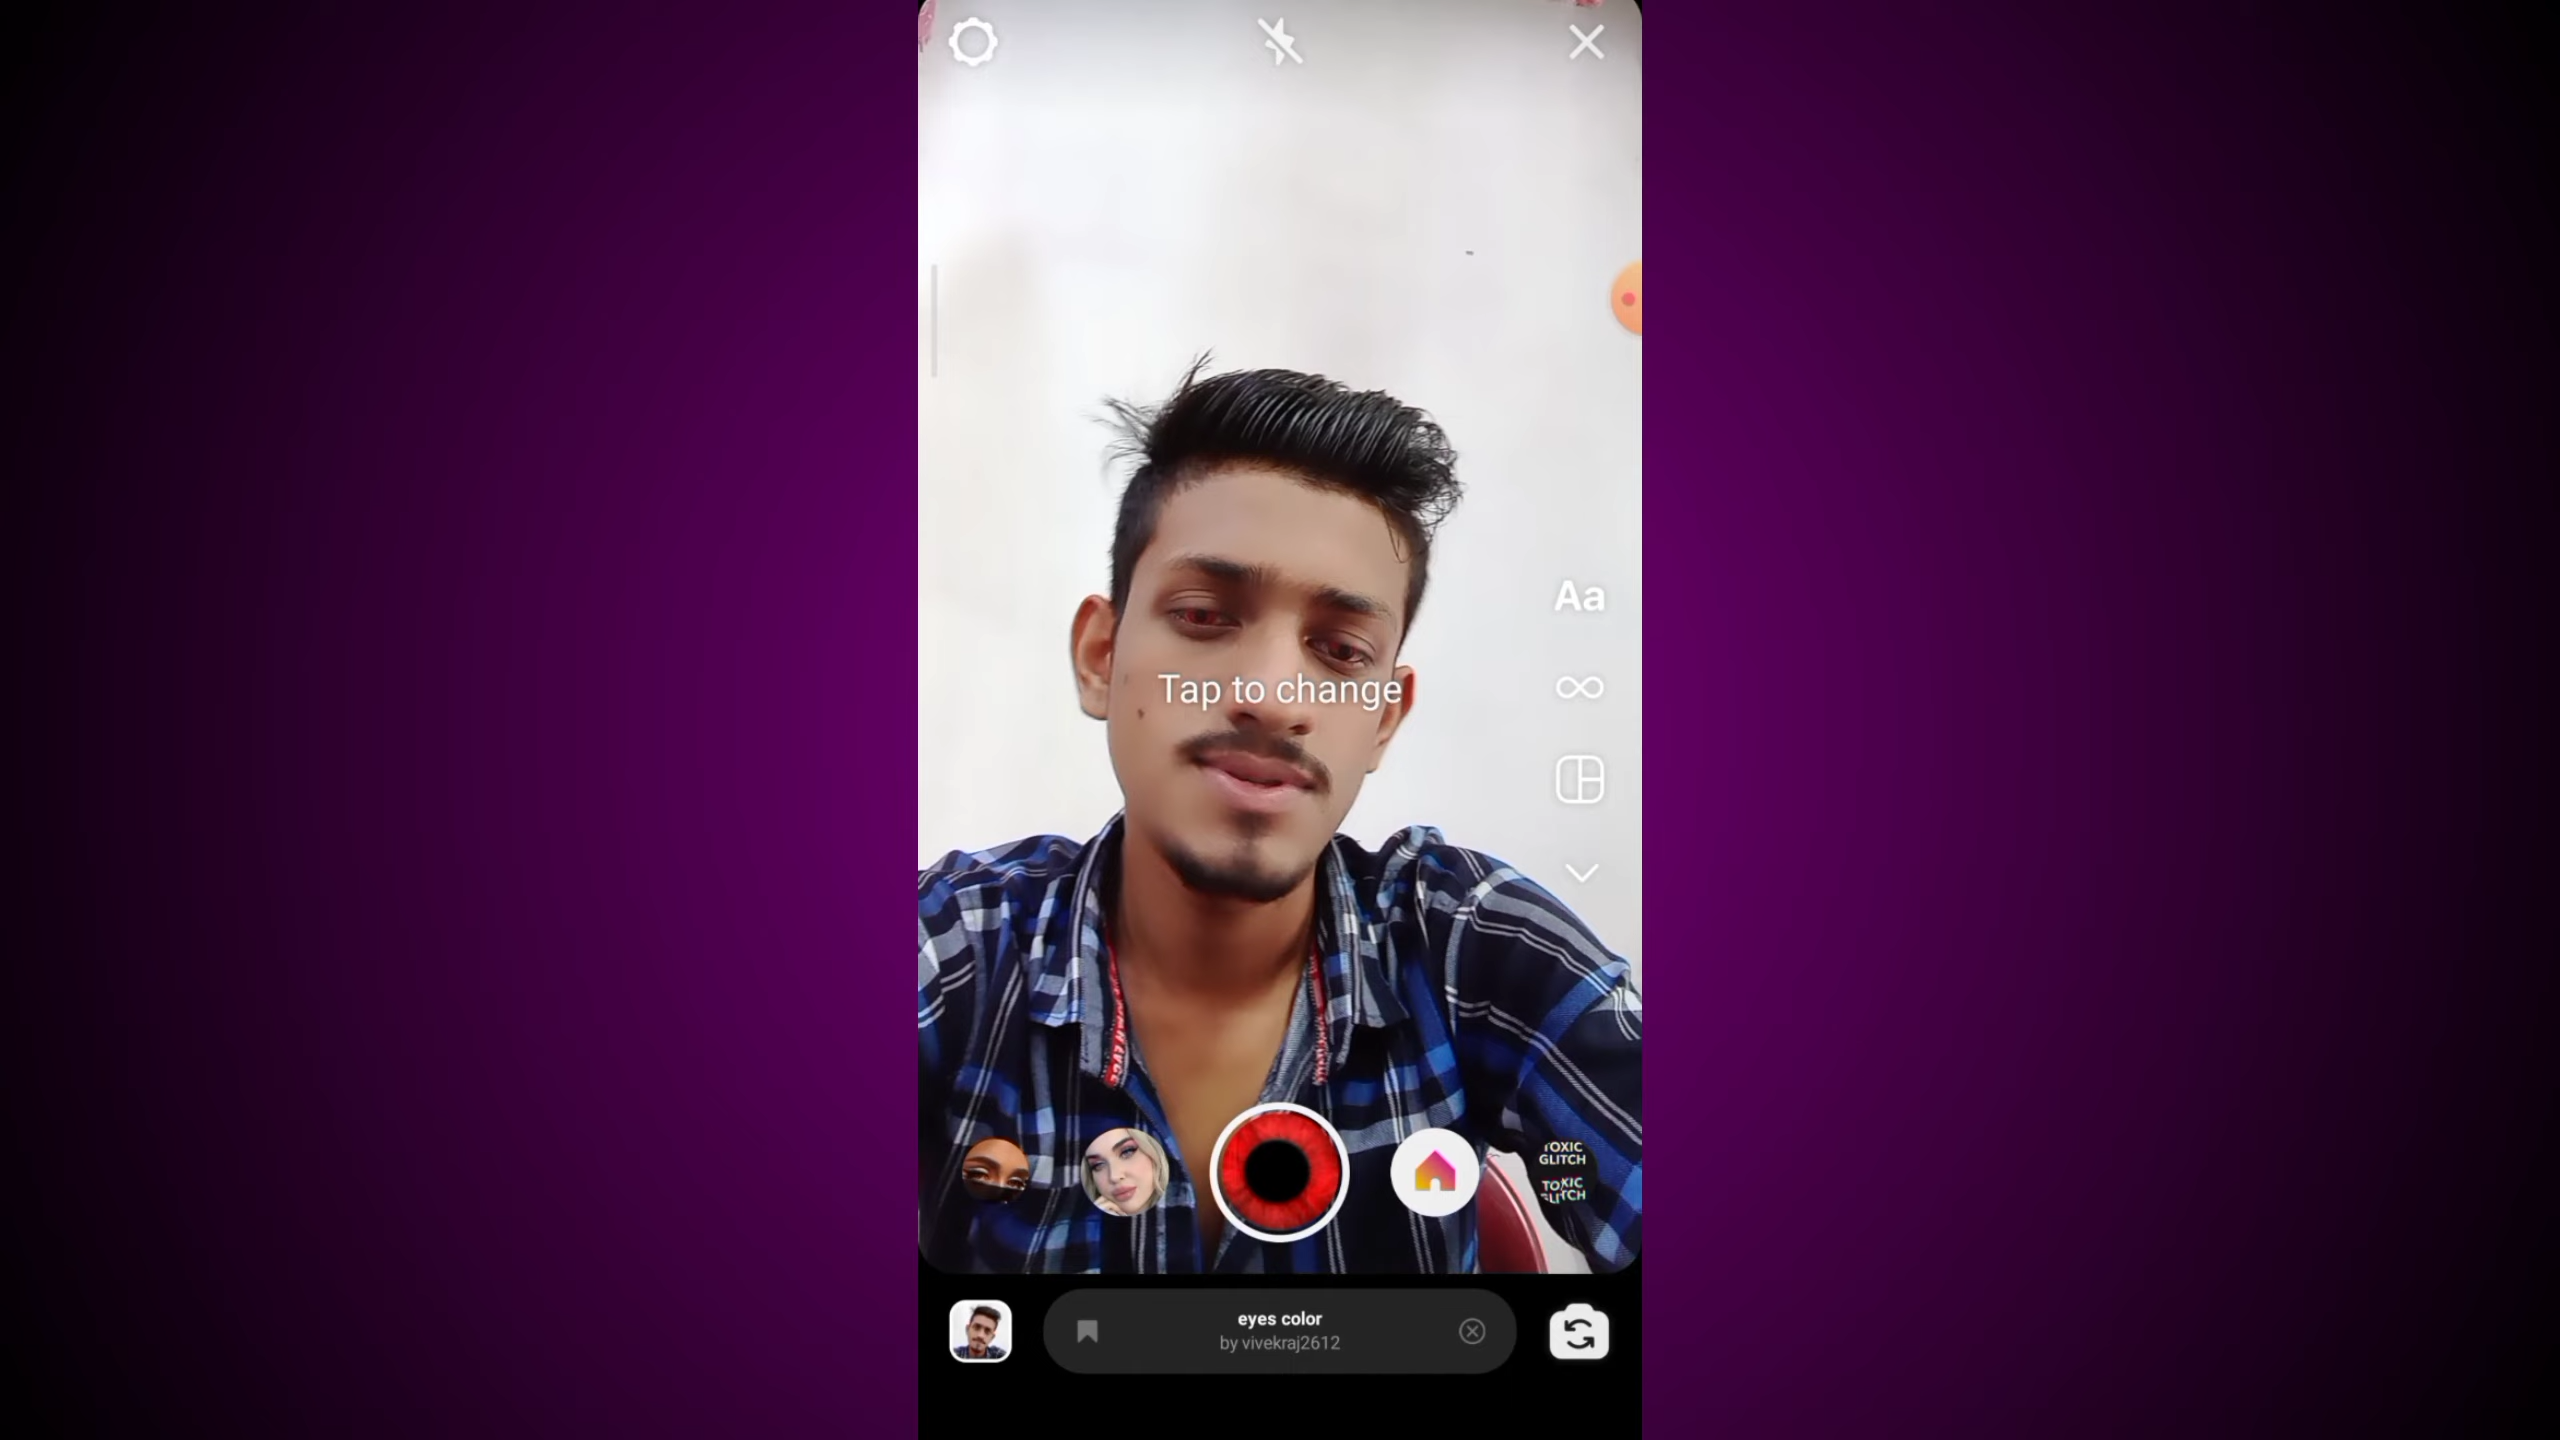 Aa
Tap to change
TOXIC
GLITCH
TOXIC
GLITCH
eyes color
by vivekraj2612